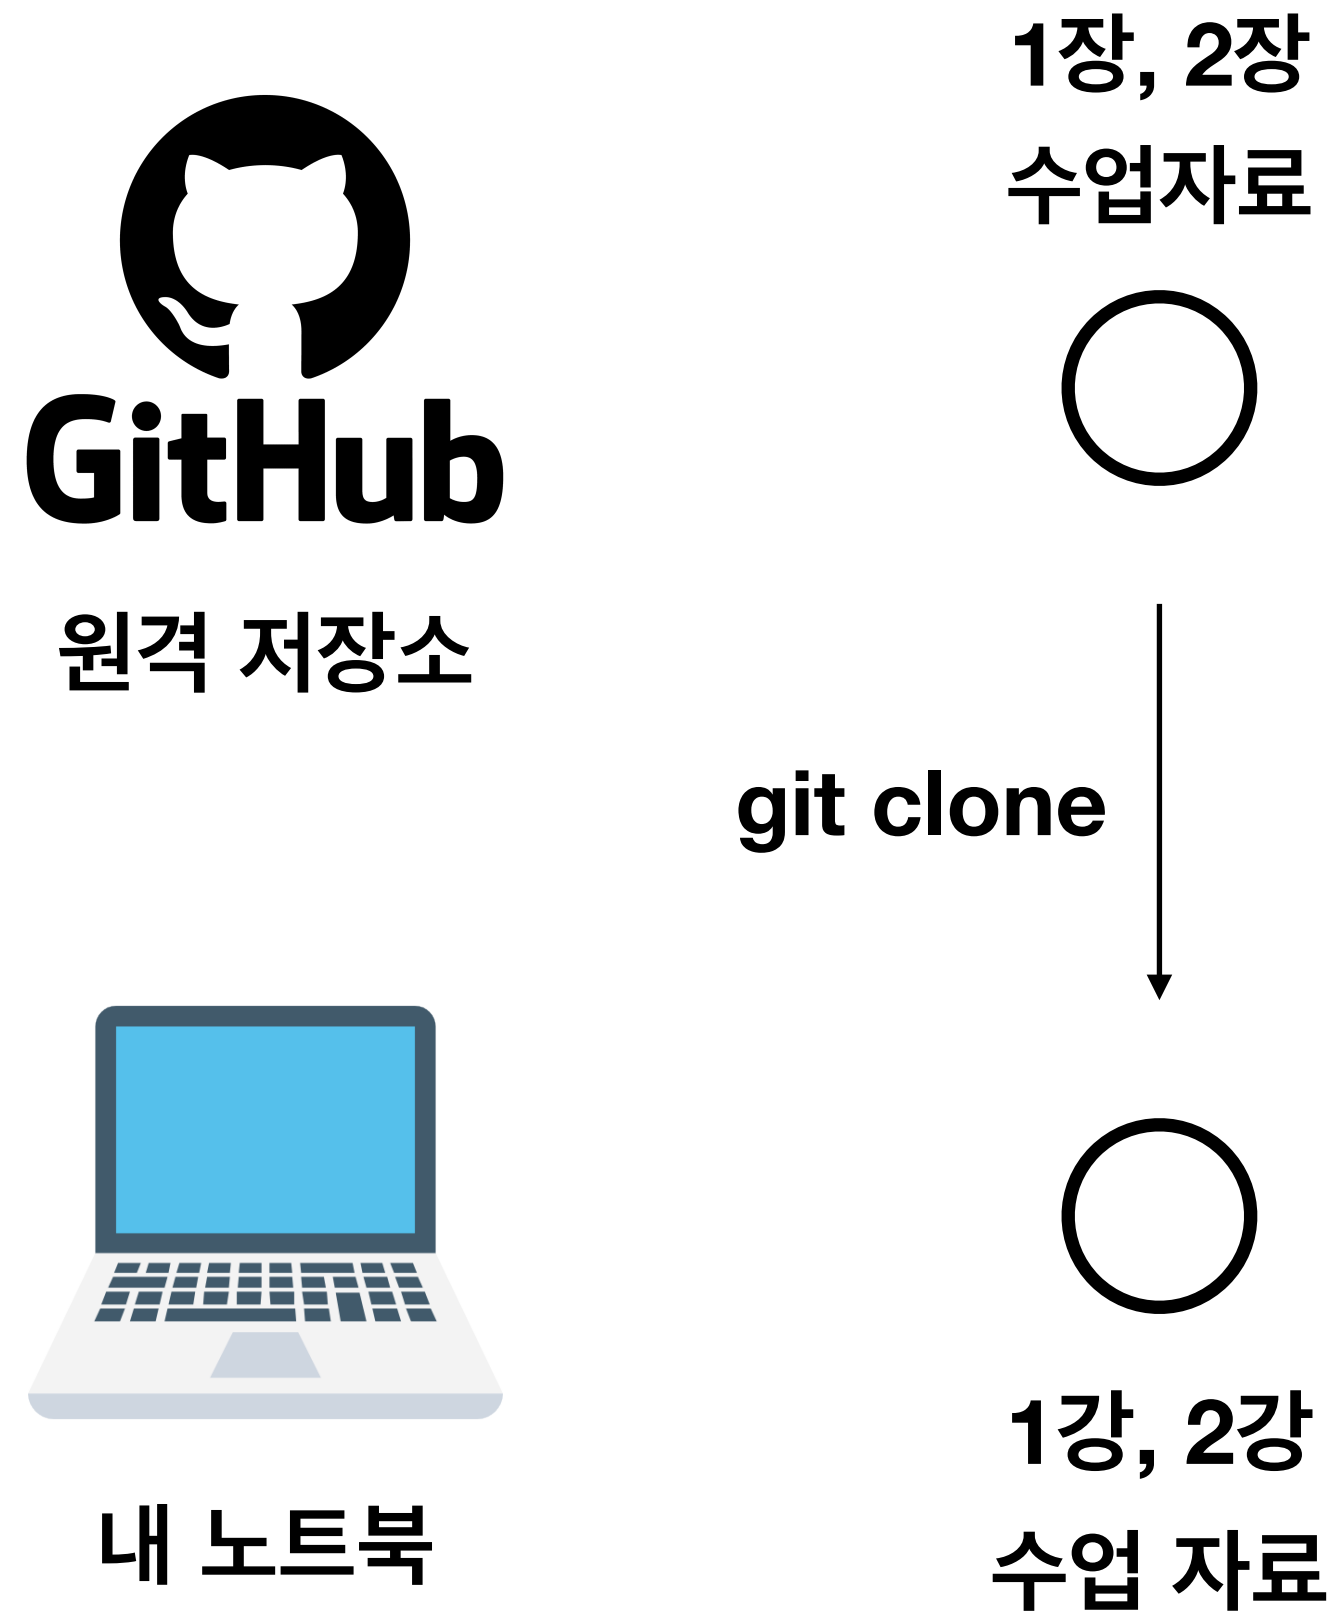 1장, 2장
수업자료
GitHub
원격 저장소
git clone
1강, 2강
수업 자료
내 노트북